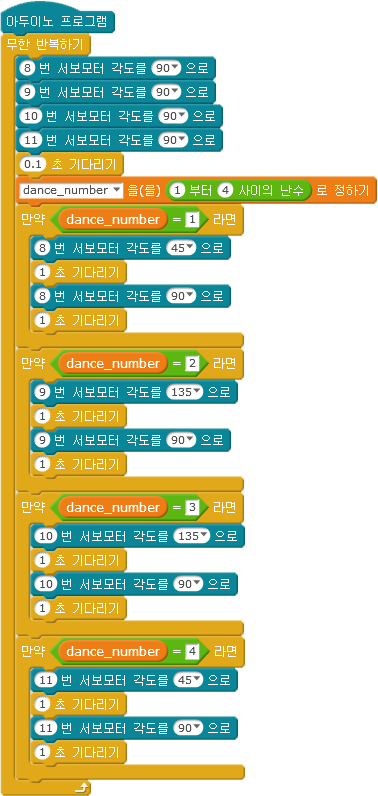 아두이노 프로그램
무한 반복하기
8 번 서보모터 각도를 90 으로
9 번 서보모터 각도를 90 으로
10 번 서보모터 각도를 90 으로
11 번 서보모터 각도를 90 으로
0.1 초 기다리기
dance_number 을(를) 1 부터 4 사이의 난수 로 정하기
만약 dance_number = 1 라면
8 번 서보모터 각도를 45 으로
1 초 기다리기
8 번 서보모터 각도를 90 으로
1 초 기다리기
만약 dance_number = 2 라면
9 번 서보모터 각도를 135 으로
1 초 기다리기
9 번 서보모터 각도를 90 으로
1 초 기다리기
만약 dance_number = 3 라면
10 번 서보모터 각도를 135 으로
1 초 기다리기
10 번 서보모터 각도를 90 으로
1 초 기다리기
만약 dance_number = 4 라면
11 번 서보모터 각도를 45 으로
1 초 기다리기
11 번 서보모터 각도를 90 으로
1 초 기다리기